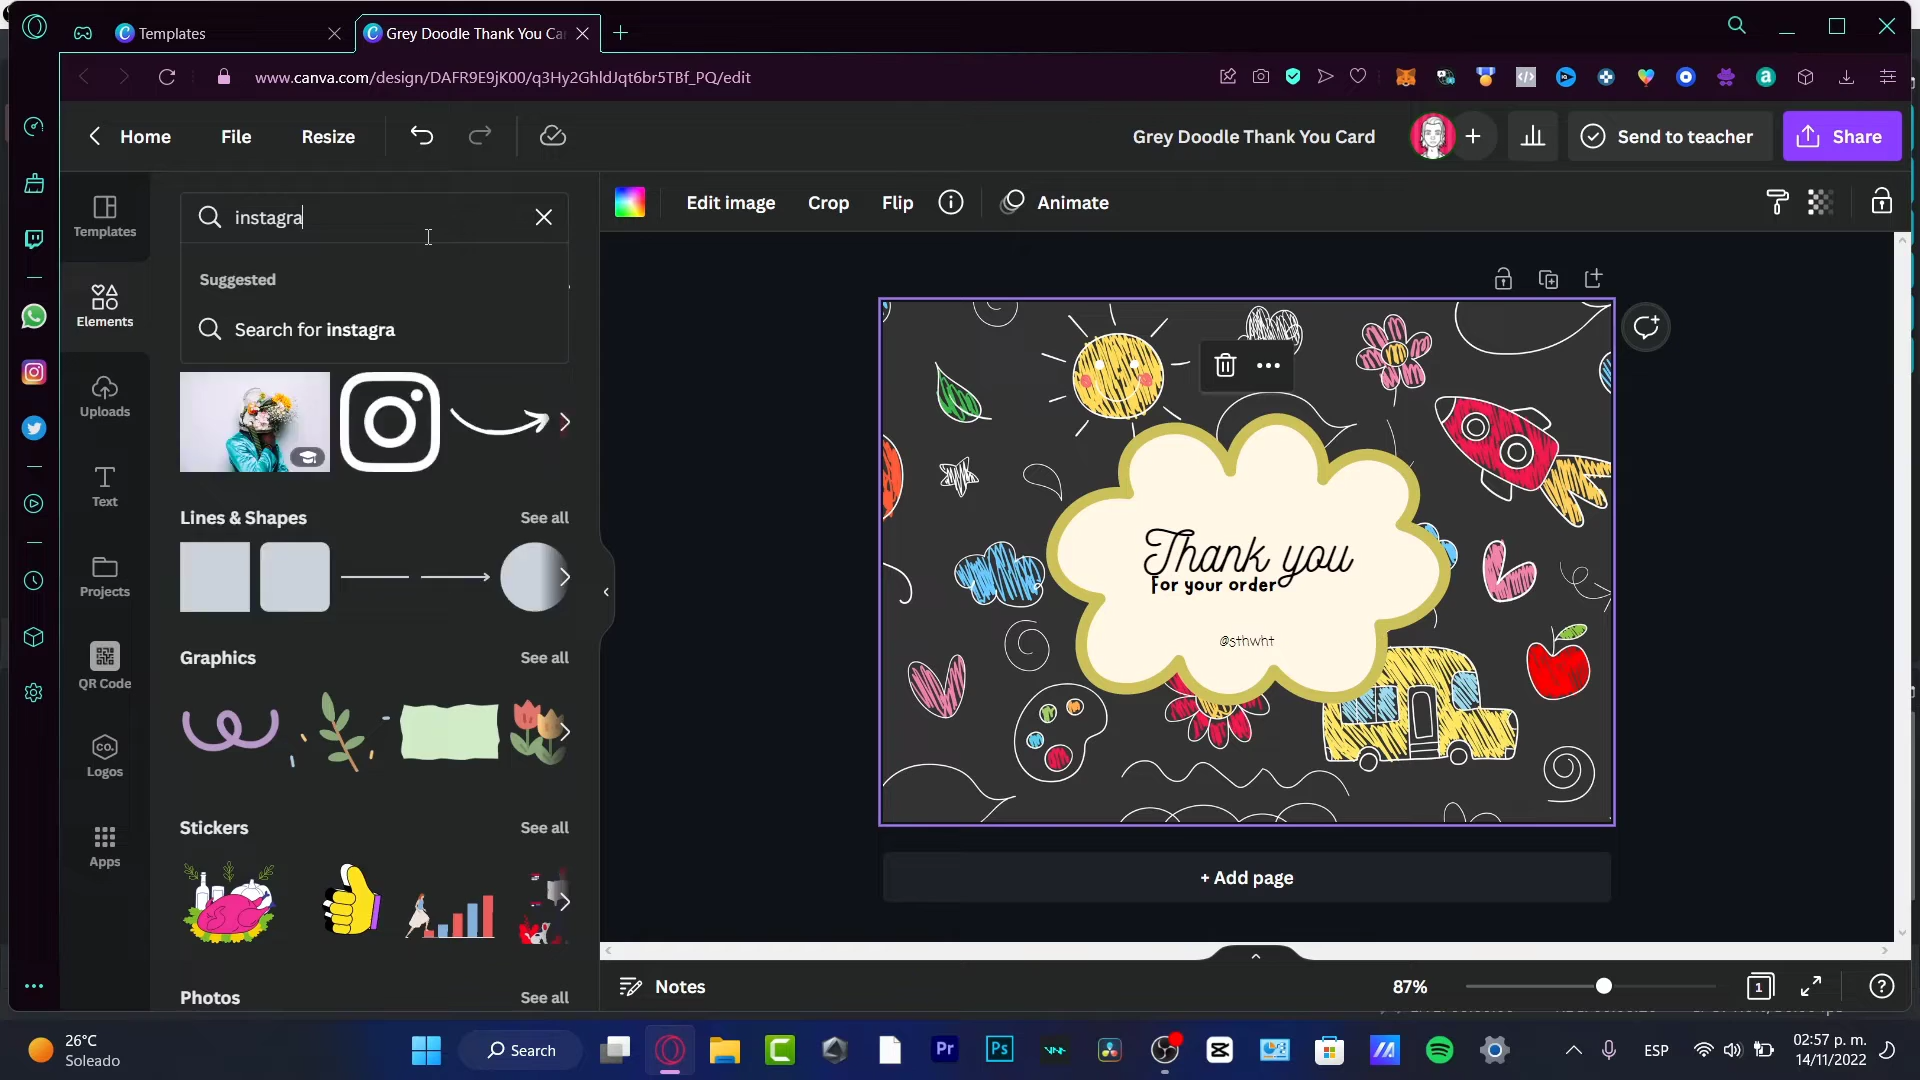 Templates
Grey Doodle Thank You Ca
www.canva.com/design/DAFR9E9jK00/q3Hy2GhldJqt6br5TBf_PQ/edit
Home
File
Resize
Grey Doodle Thank You Card
Send to teacher
Share
Templates
Elements
Uploads
Text
Projects
QR Code
CO.
Logos
Apps
instagra
Suggested
Search for instagra
Lines & Shapes
See all
Graphics
See all
Stickers
See all
Photos
See all
Edit image
Crop
Flip
Animate
Thank you
For your order
@sthwht
+ Add page
Notes
87%
1
26°C
Soleado
Search
Pr
Ps
ESP
02:57 p. m.
14/11/2022